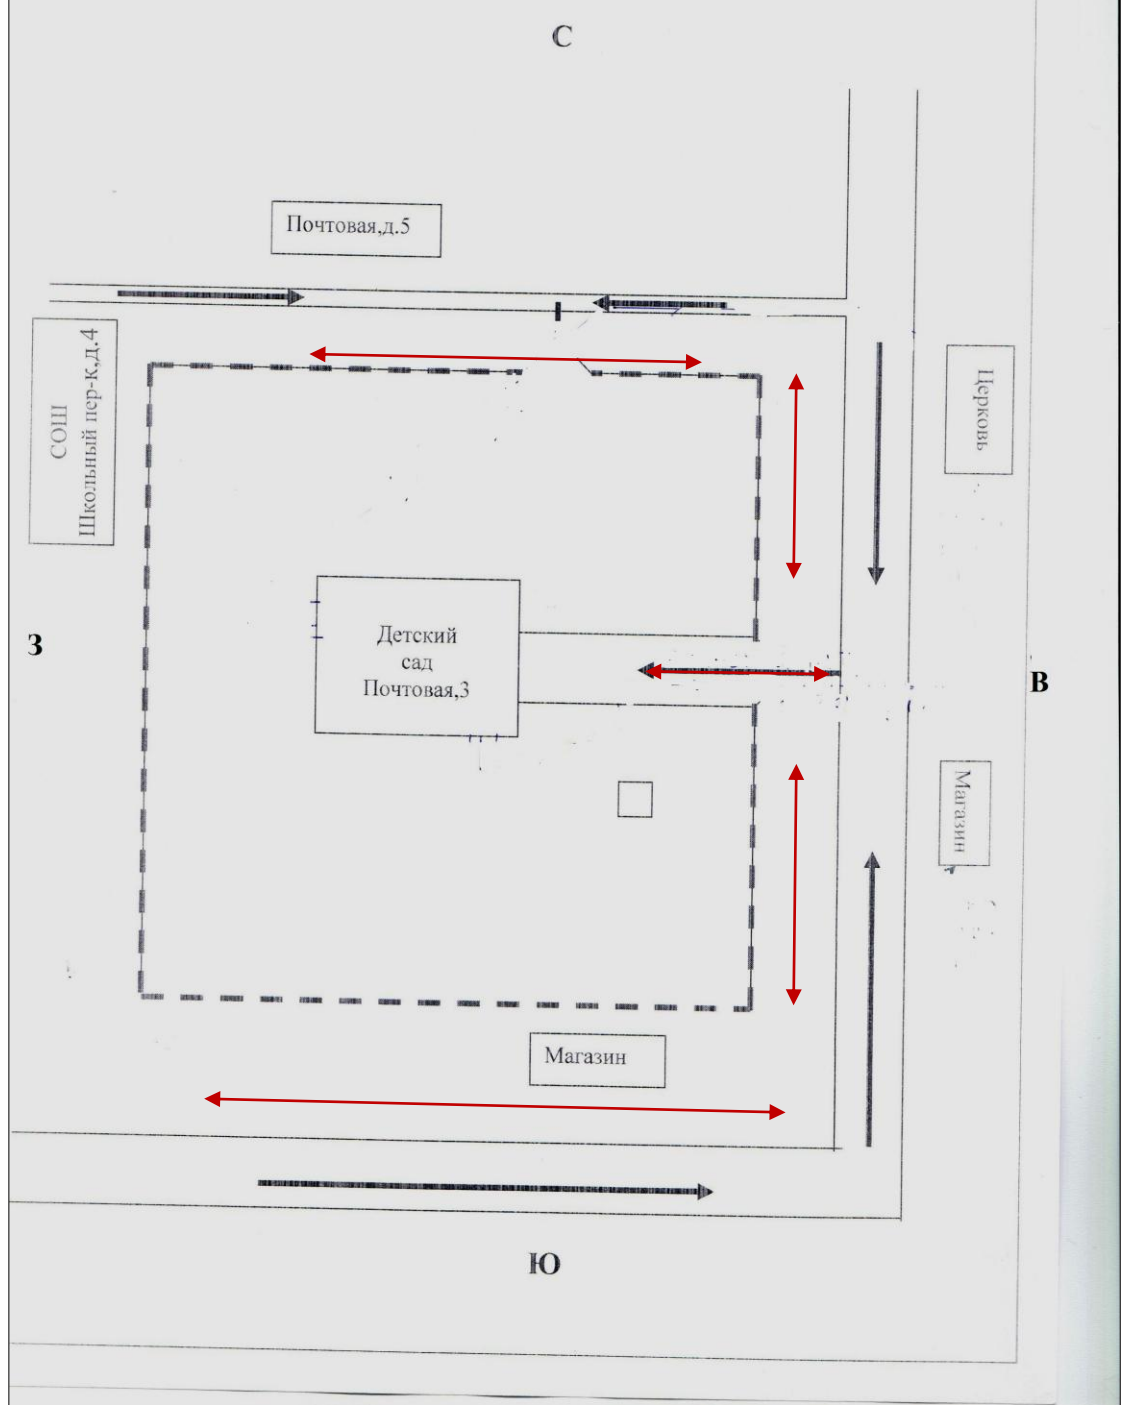 С
Почтовая,д.5
СОШ
Школьный пер-к,д.4
Церковь
Детский
сад
Почтовая,3
З
В
Магазин
Магазин
Ю